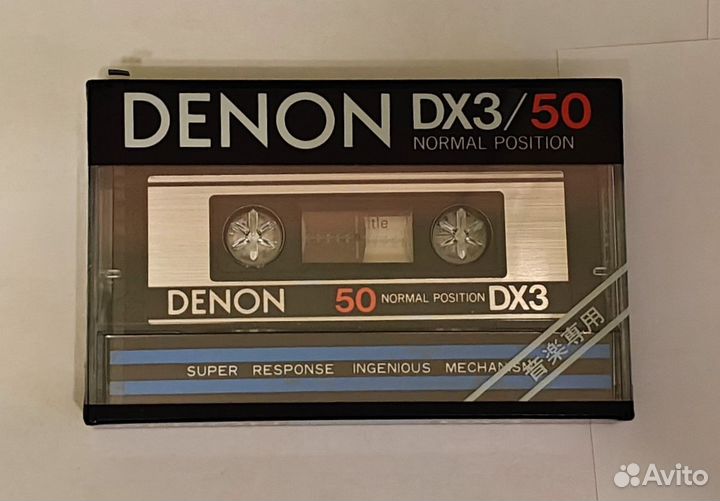 DENON DX3/50
NORMAL POSITION
itle
DENON 50 NORMAL POSITION DX3
SUPER RESPONSE INGENIOUS MECHANISM
音楽専用
Avito